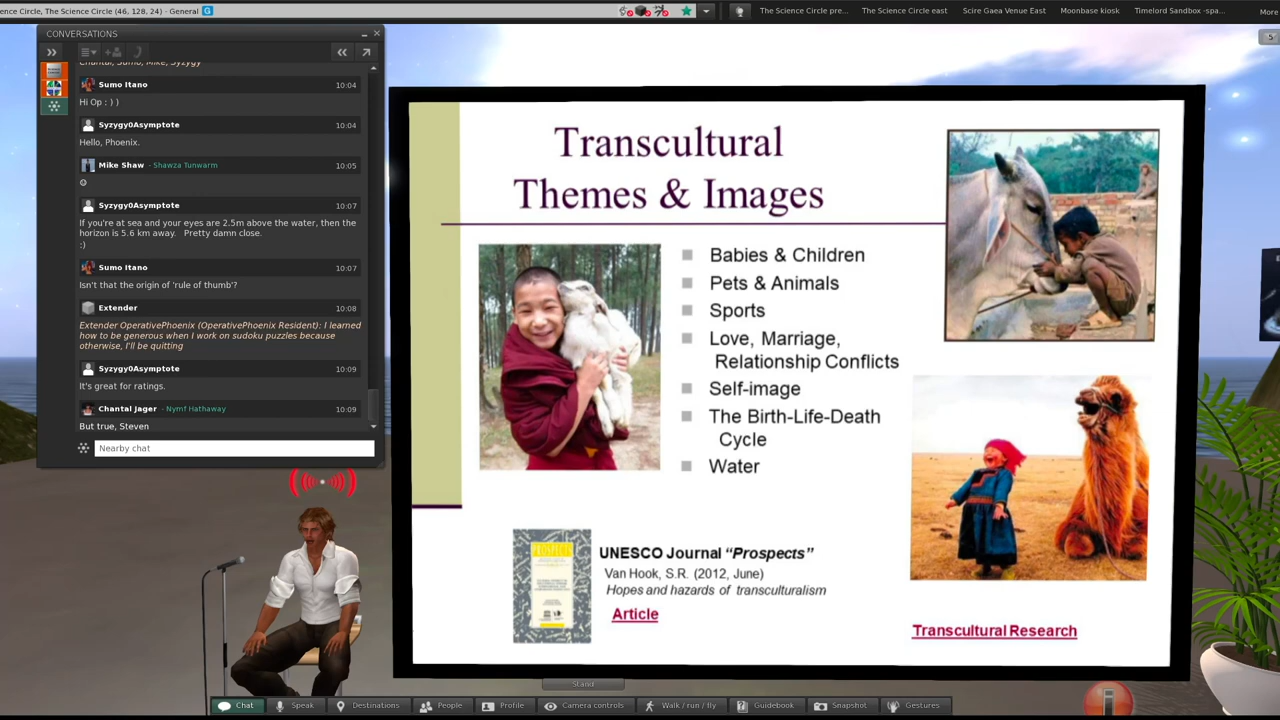 ence Circle, The Science Circle (46, 128, 24) - General G
The Science Circle pre...
The Science Circle east
Scire Gaea Venue East
Moonbase kiosk
Timelord Sandbox -spa...
More
5
CONVERSATIONS
Chantal, Sumo, Mike, Syzygy
Sumo Itano 10:04
Hi Op : ) )
Syzygy0Asymptote 10:04
Hello, Phoenix.
Mike Shaw - Shawza Tunwarm 10:05
☺
Syzygy0Asymptote 10:07
If you're at sea and your eyes are 2.5m above the water, then the
horizon is 5.6 km away. Pretty damn close.
:)
Sumo Itano 10:07
Isn't that the origin of 'rule of thumb'?
Extender 10:08
Extender OperativePhoenix (OperativePhoenix Resident): I learned
how to be generous when I work on sudoku puzzles because
otherwise, I'll be quitting
Syzygy0Asymptote 10:09
It's great for ratings.
Chantal Jager - Nymf Hathaway 10:09
But true, Steven
Nearby chat
Transcultural
Themes & Images
Babies & Children
Pets & Animals
Sports
Love, Marriage,
Relationship Conflicts
Self-image
The Birth-Life-Death
Cycle
Water
PROSPECTS
UNESCO Journal “Prospects”
Van Hook, S.R. (2012, June)
Hopes and hazards of transculturalism
Article
Transcultural Research
Stand
Chat
Speak
Destinations
People
Profile
Camera controls
Walk / run / fly
Guidebook
Snapshot
Gestures